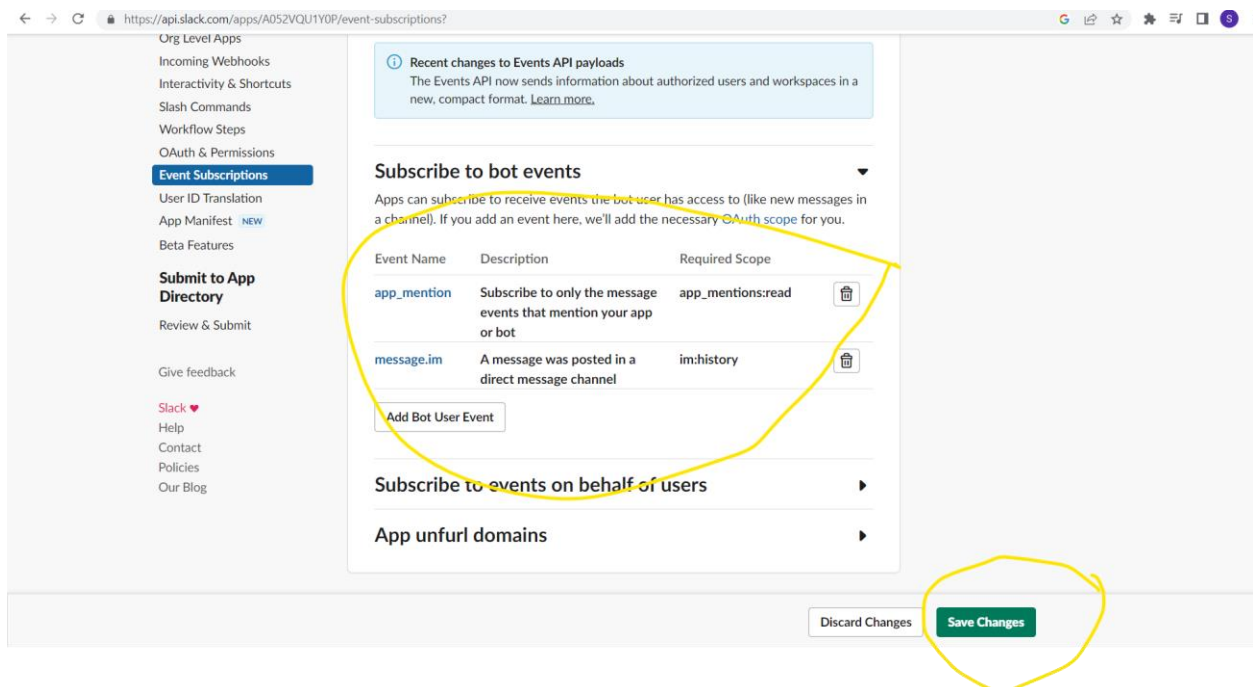 https://api.slack.com/apps/A052VQU1Y0P/event-subscriptions?
G
S
Org Level Apps
Incoming Webhooks
Interactivity & Shortcuts
Slash Commands
Workflow Steps
OAuth & Permissions
Event Subscriptions
User ID Translation
App Manifest NEW
Beta Features
Submit to App
Directory
Review & Submit
Give feedback
Slack
Help
Contact
Policies
Our Blog
Recent changes to Events API payloads
The Events API now sends information about authorized users and workspaces in a
new, compact format. Learn more.
Subscribe to bot events
Apps can subscribe to receive events the bot user has access to (like new messages in
a channel). If you add an event here, we'll add the necessary OAuth scope for you.
Event Name Description Required Scope
app_mention Subscribe to only the message app_mentions:read
events that mention your app
or bot
message.im A message was posted in a im:history
direct message channel
Add Bot User Event
Subscribe to events on behalf of users
App unfurl domains
Discard Changes Save Changes